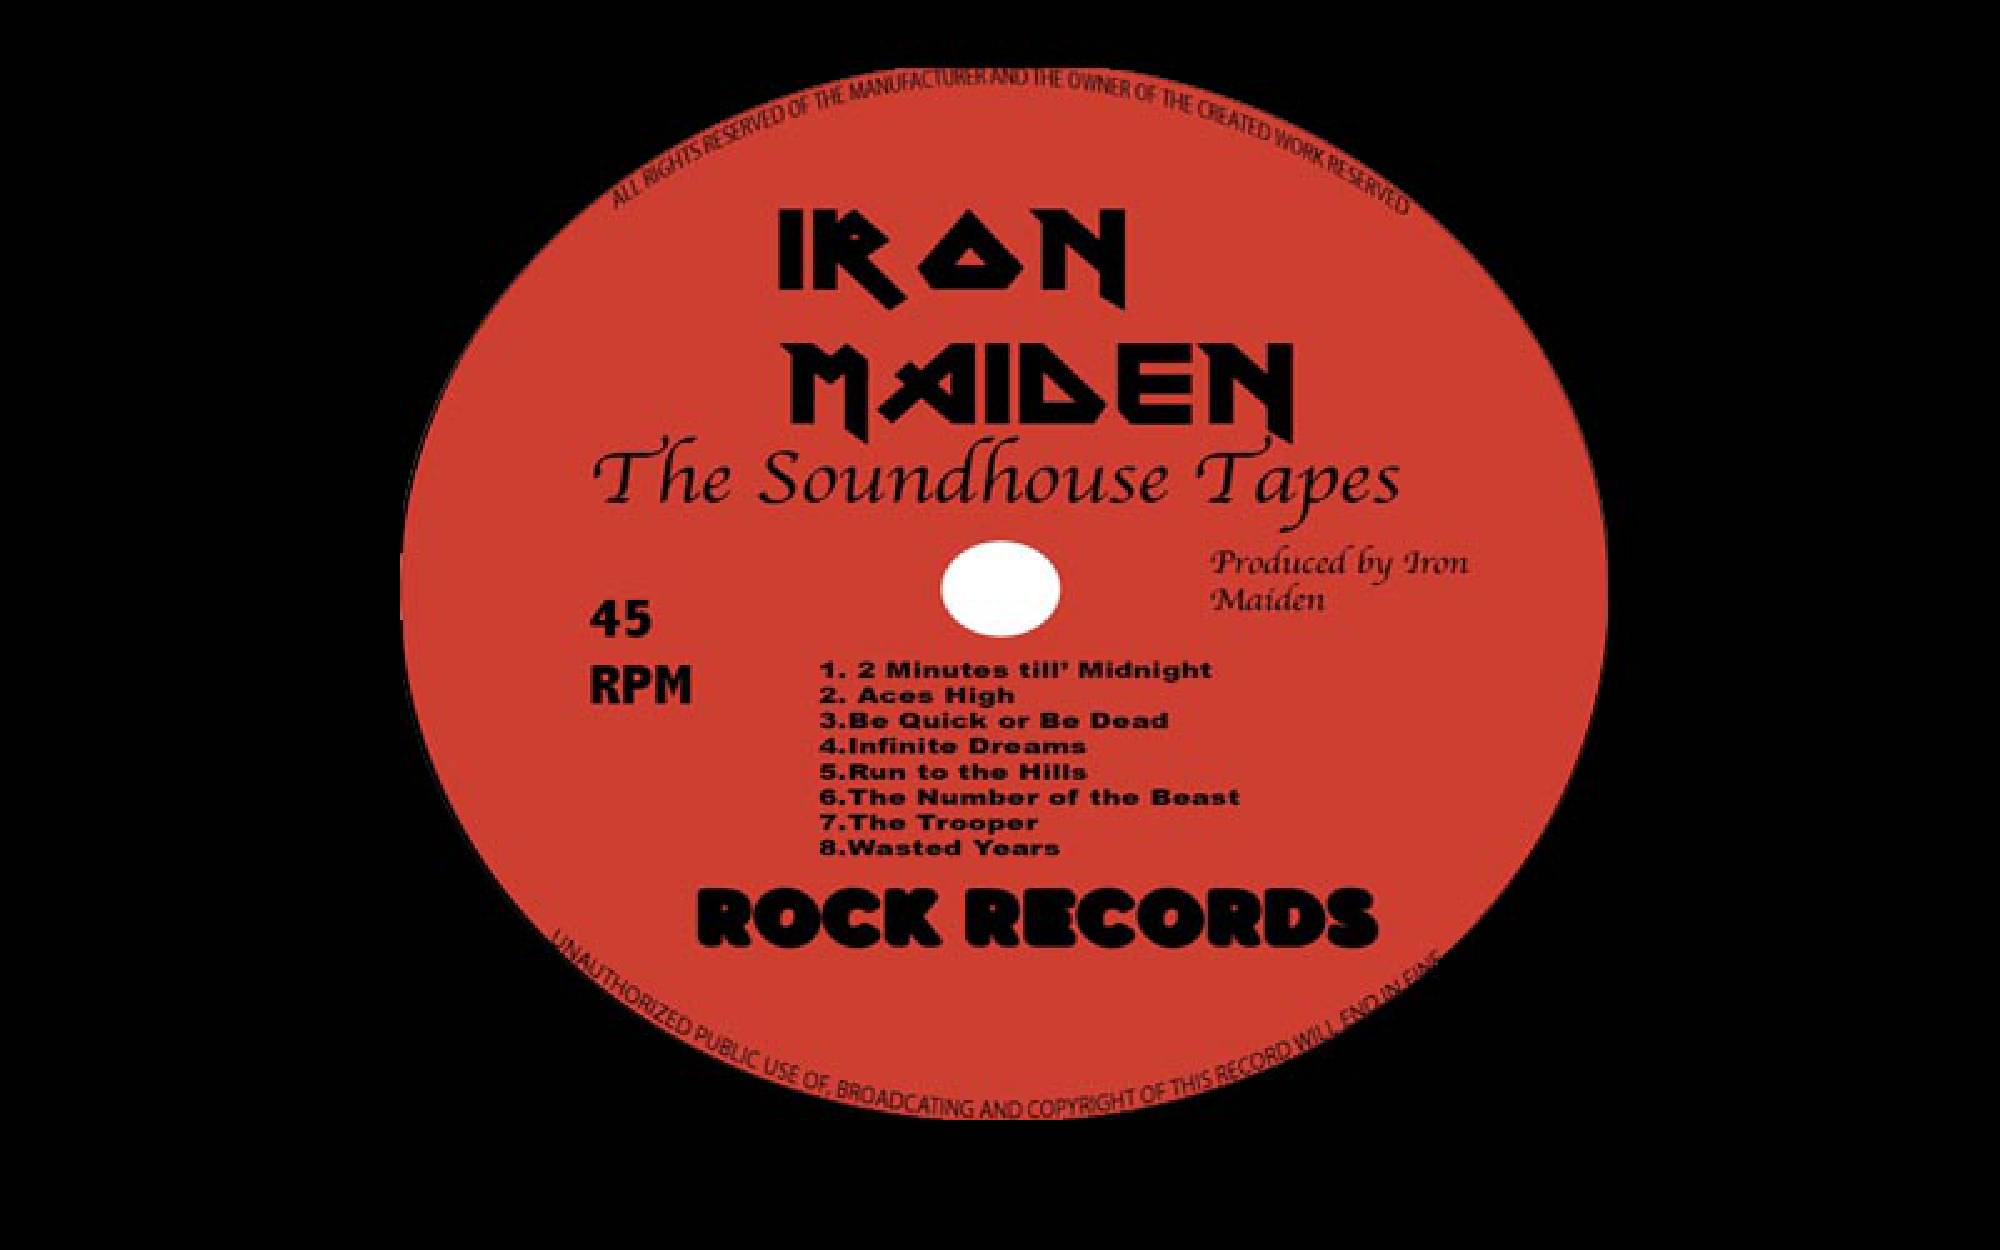 ALL RIGHTS RESERVED OF THE MANUFACTURER AND THE OWNER OF THE CREATED WORK RESERVED
IRON
MAIDEN
The Soundhouse Tapes
Produced by Iron
Maiden
45
RPM
1. 2 Minutes till' Midnight
2. Aces High
3.Be Quick or Be Dead
4.Infinite Dreams
5.Run to the Hills
6.The Number of the Beast
7.The Trooper
8.Wasted Years
ROCK RECORDS
UNAUTHORIZED PUBLIC USE OF, BROADCATING AND COPYRIGHT OF THIS RECORD WILL END IN FINE